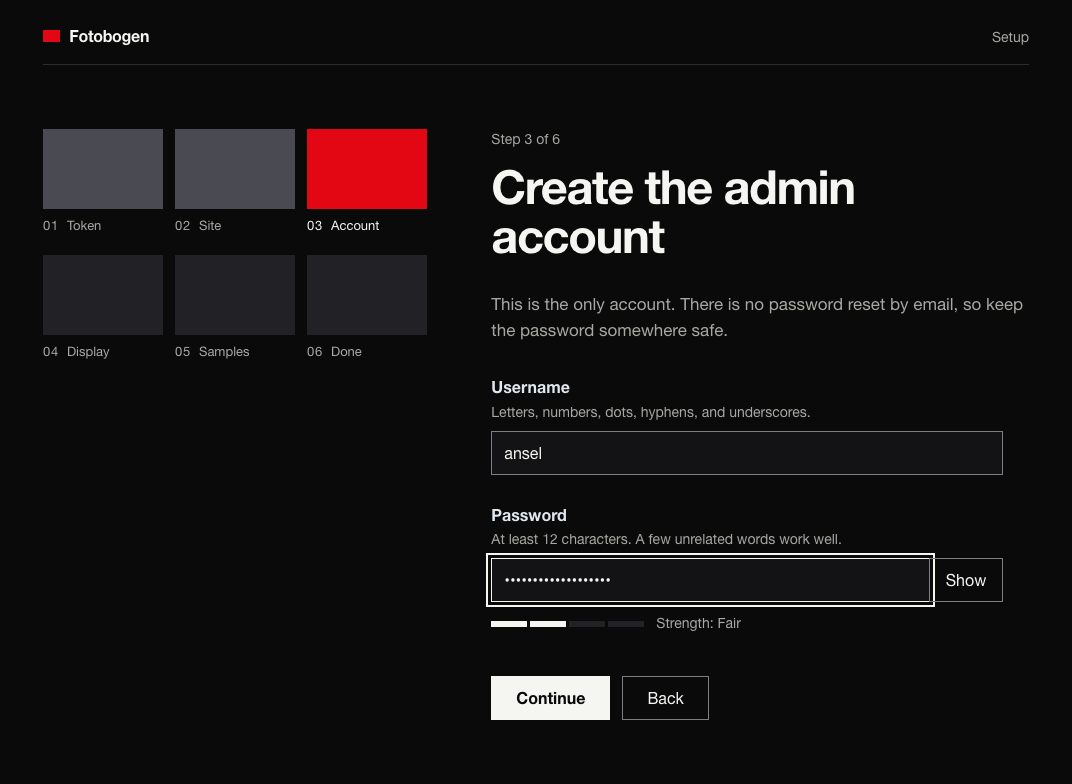 Fotobogen
Setup
01 Token
02 Site
03 Account
04 Display
05 Samples
06 Done
Step 3 of 6
Create the admin
account
This is the only account. There is no password reset by email, so keep
the password somewhere safe.
Username
Letters, numbers, dots, hyphens, and underscores.
ansel
Password
At least 12 characters. A few unrelated words work well.
•••••••••••••••••••
Show
Strength: Fair
Continue
Back